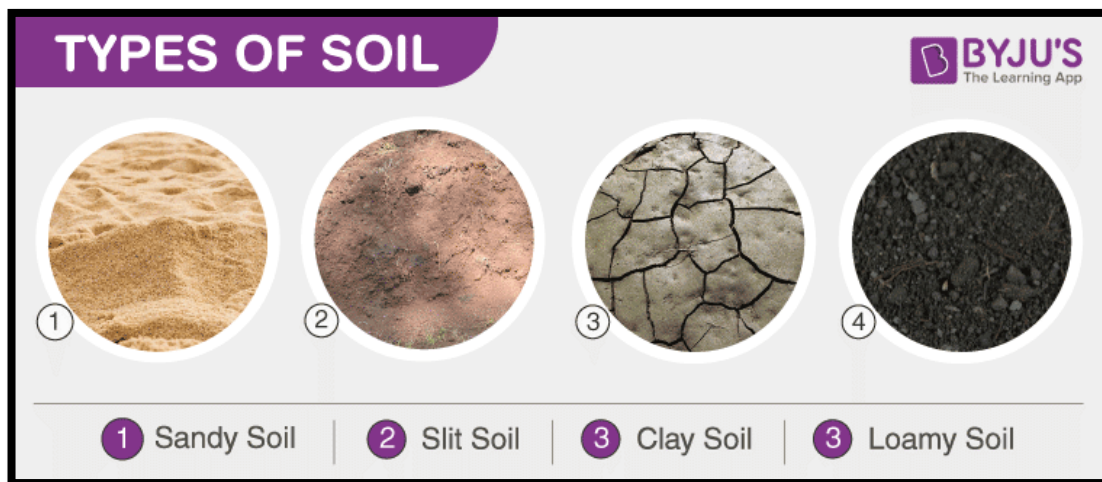 TYPES OF SOIL
BYJU'S
The Learning App
1
2
3
4
1 Sandy Soil
2 Slit Soil
3 Clay Soil
3 Loamy Soil